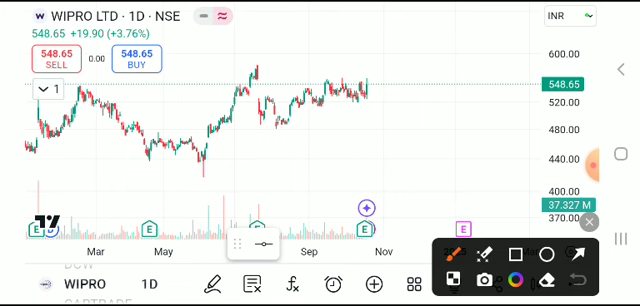 w WIPRO LTD · 1D · NSE
INR
548.65 +19.90 (+3.76%)
548.65
SELL
0.00
548.65
BUY
600.00
1
548.65
520.00
480.00
440.00
400.00
37.327 M
370.00
E
E
E
E
E
Mar
May
Sep
Nov
WIPRO 1D